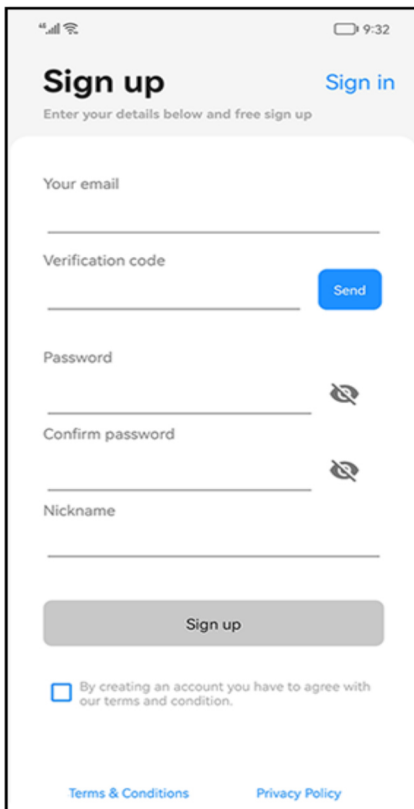 4G 9:32
Sign up
Sign in
Enter your details below and free sign up
Your email
Verification code
Send
Password
Confirm password
Nickname
Sign up
By creating an account you have to agree with
our terms and condition.
Terms & Conditions
Privacy Policy